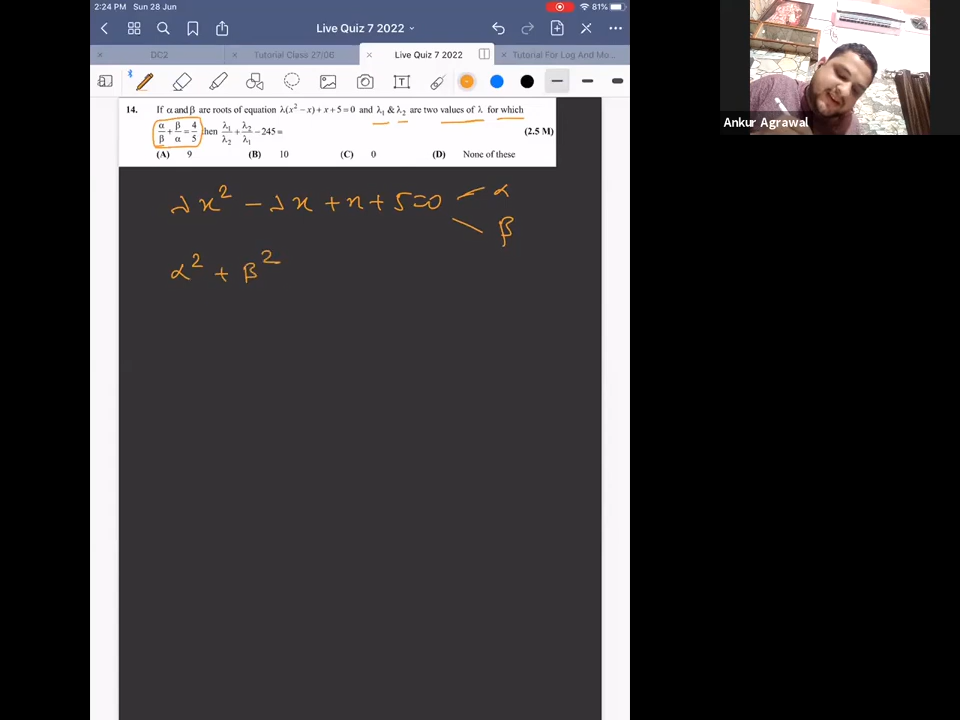 2:24 PM Sun 28 Jun
81%
Live Quiz 7 2022
DC2
Tutorial Class 27/06
Live Quiz 7 2022
Tutorial For Log And Mo...
14. If α and β are roots of equation λ(x² – x) + x + 5 = 0 and λ₁ & λ₂ are two values of λ for which
α/β + β/α = 4/5 then λ₁/λ₂ + λ₂/λ₁ – 245 = (2.5 M)
(A) 9 (B) 10 (C) 0 (D) None of these
λx² – λx + x + 5 = 0
α
β
α² + β²
Ankur Agrawal